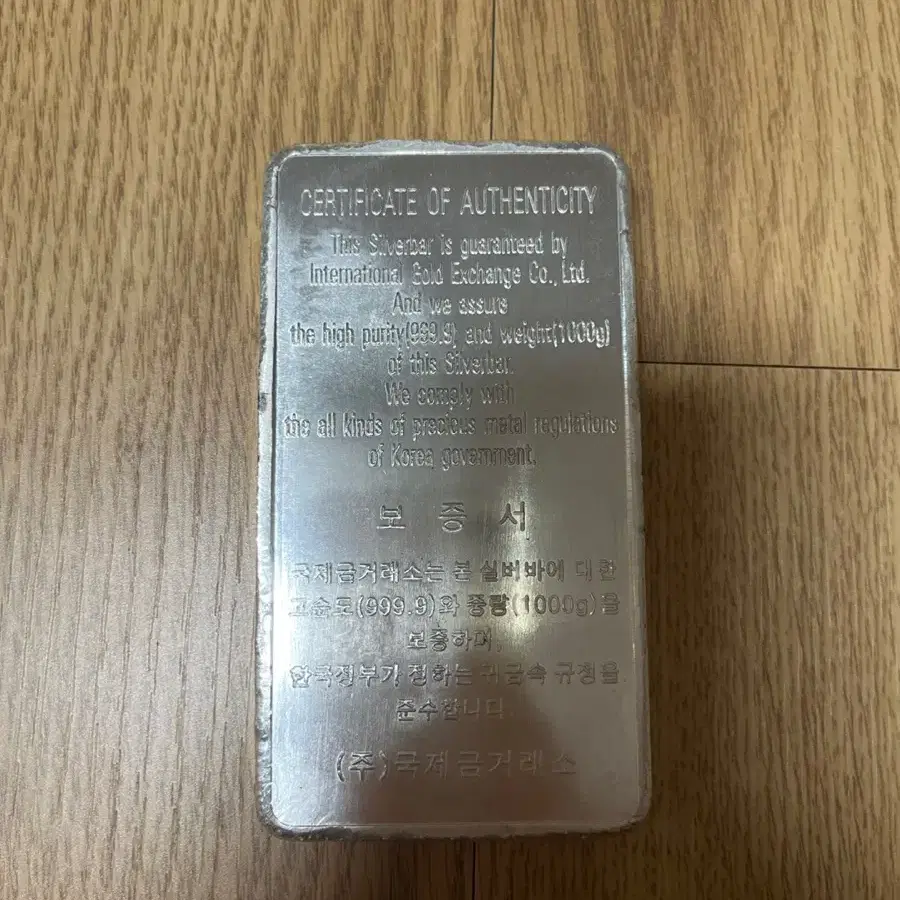 CERTIFICATE OF AUTHENTICITY
This Silverbar is guaranteed by
International Gold Exchange Co., Ltd.
And we assure
the high purity(999.9) and weight(1000g)
of this Silverbar.
We comply with
the all kinds of precious metal regulations
of Korea government.
보 증 서
국제금거래소는 본 실버바에 대한
고순도(999.9)와 중량(1000g)을
보증하며,
한국정부가 정하는 귀금속 규정을
준수합니다
(주)국제금거래소